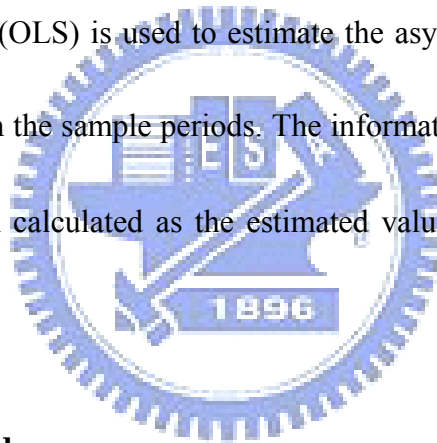 (OLS) is used to estimate the asy
the sample periods. The informat
calculated as the estimated valu
E S A
1896